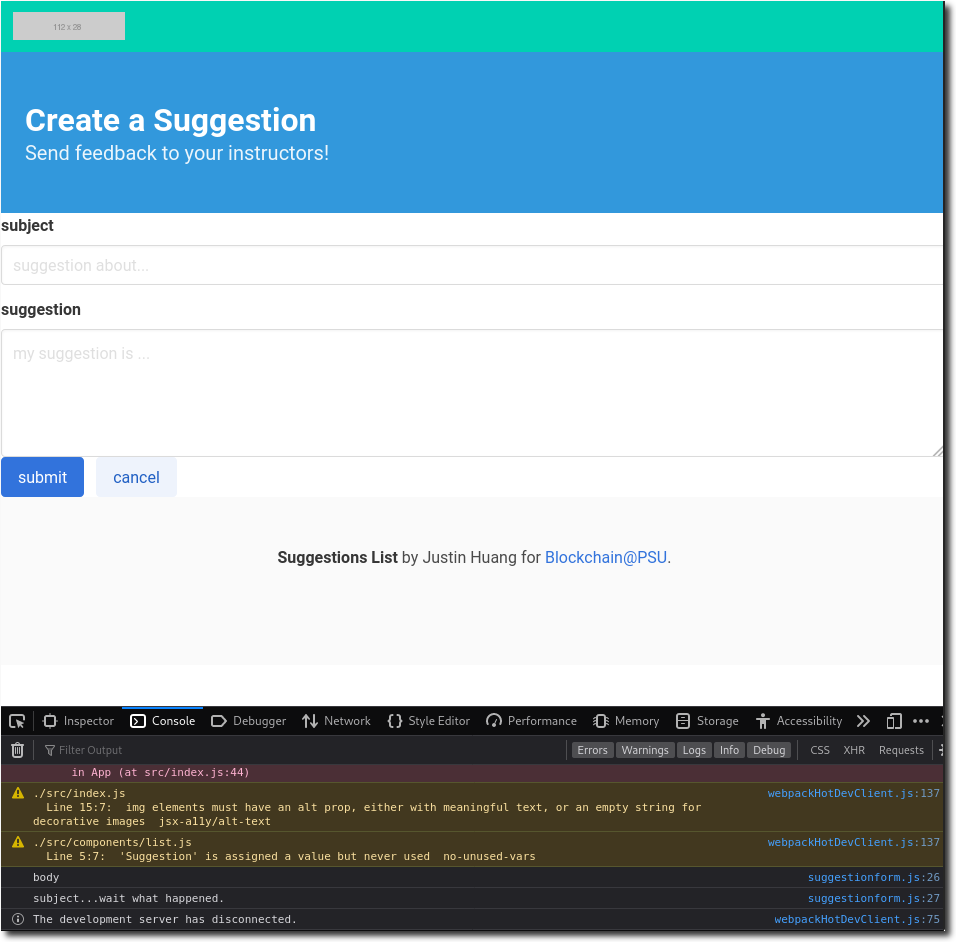 112 x 28
Create a Suggestion
Send feedback to your instructors!
subject
suggestion about...
suggestion
my suggestion is ...
submit cancel
Suggestions List by Justin Huang for Blockchain@PSU.
Inspector Console Debugger Network Style Editor Performance Memory Storage Accessibility
Filter Output Errors Warnings Logs Info Debug CSS XHR Requests
in App (at src/index.js:44)
./src/index.js webpackHotDevClient.js:137
Line 15:7: img elements must have an alt prop, either with meaningful text, or an empty string for
decorative images jsx-a11y/alt-text
./src/components/list.js webpackHotDevClient.js:137
Line 5:7: 'Suggestion' is assigned a value but never used no-unused-vars
body suggestionform.js:26
subject...wait what happened. suggestionform.js:27
The development server has disconnected. webpackHotDevClient.js:75